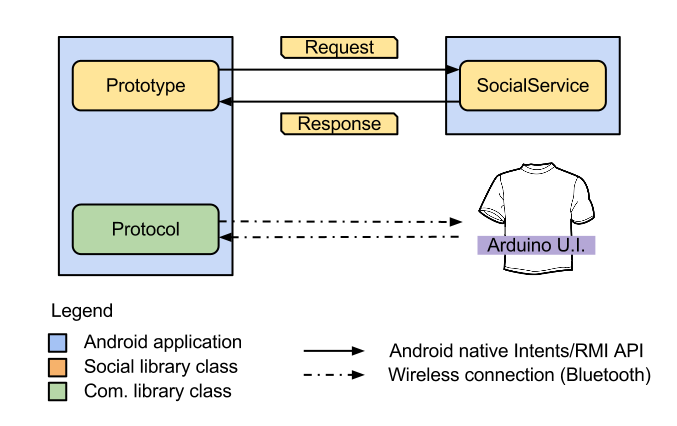 Request
Prototype
SocialService
Response
Protocol
Arduino U.I.
Legend
Android application
Social library class
Com. library class
Android native Intents/RMI API
Wireless connection (Bluetooth)